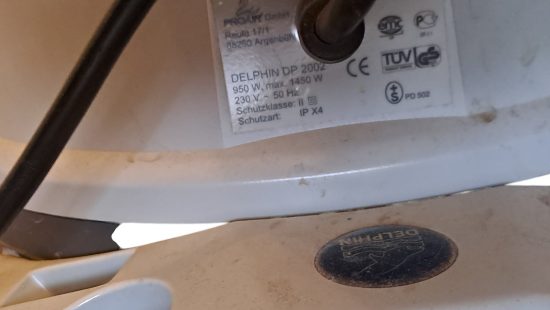 PROAIR GmbH
DELPHIN DP 2002
950 W, max. 1450 W
230 V ~ 50 Hz
Schutzklasse: II
Schutzart: IP X4
CE
TÜV
GS
PD 502
DELPHIN